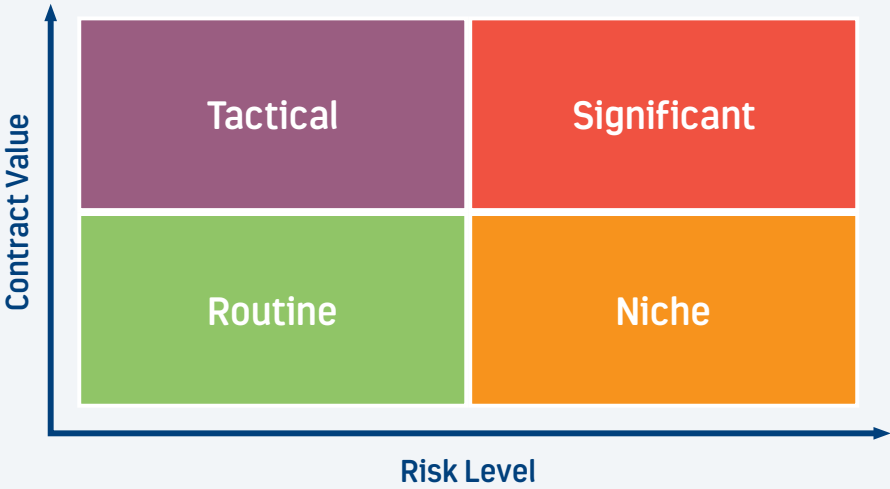 Contract Value
Tactical
Significant
Routine
Niche
Risk Level